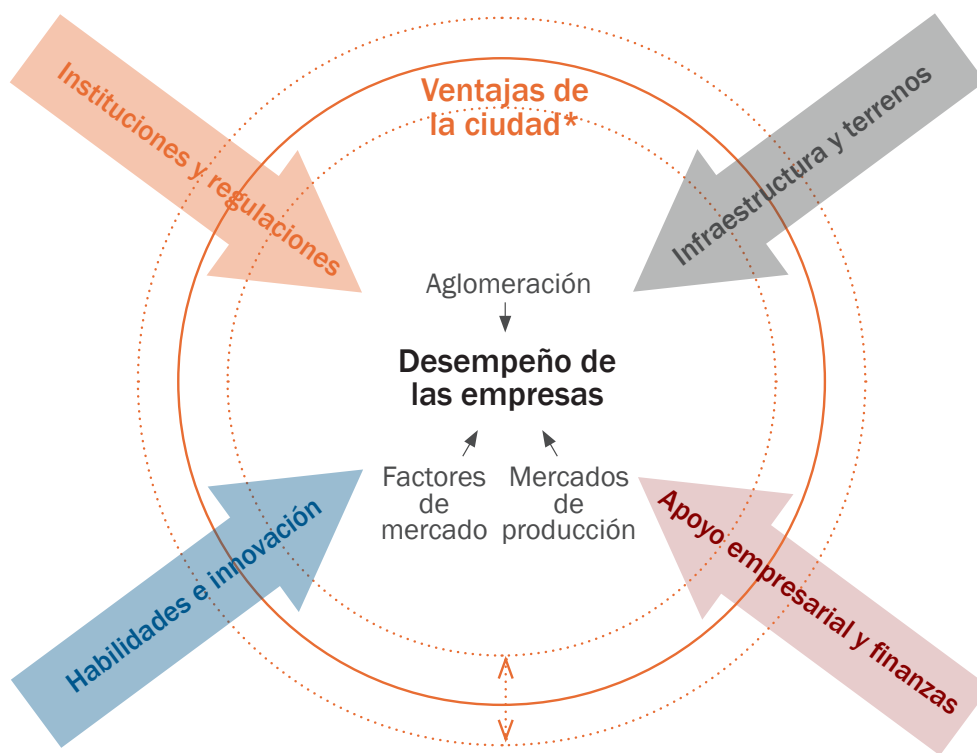 Instituciones y regulaciones
Ventajas de
la ciudad*
Infraestructura y terrenos
Aglomeración
Desempeño de
las empresas
Factores
de
mercado
Mercados
de
producción
Habilidades e innovación
Apoyo empresarial y finanzas